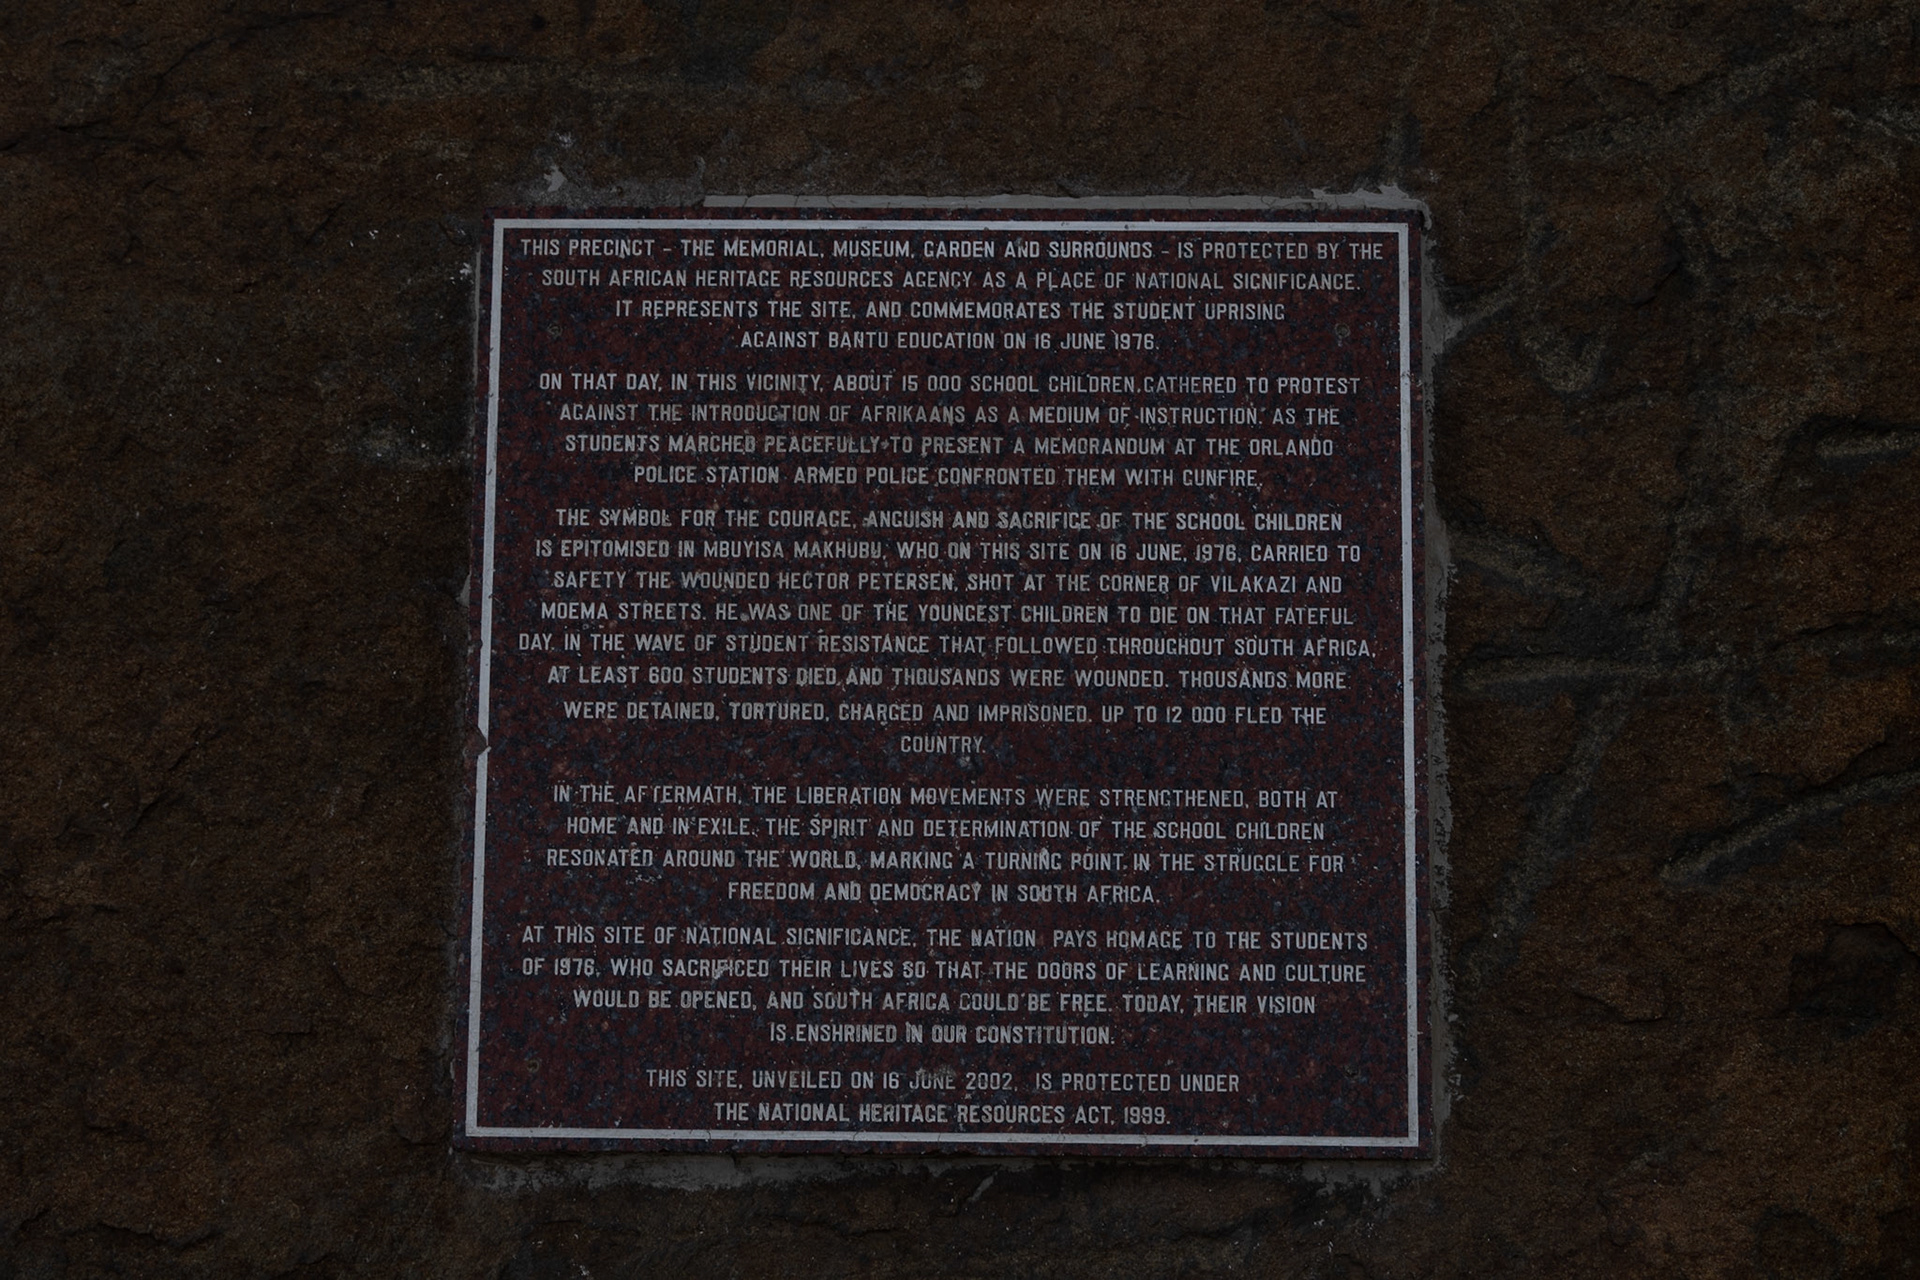 THIS PRECINCT - THE MEMORIAL, MUSEUM, GARDEN AND SURROUNDS - IS PROTECTED BY THE
SOUTH AFRICAN HERITAGE RESOURCES AGENCY AS A PLACE OF NATIONAL SIGNIFICANCE.
IT REPRESENTS THE SITE, AND COMMEMORATES THE STUDENT UPRISING
AGAINST BANTU EDUCATION ON 16 JUNE 1976.
ON THAT DAY, IN THIS VICINITY, ABOUT 15 000 SCHOOL CHILDREN GATHERED TO PROTEST
AGAINST THE INTRODUCTION OF AFRIKAANS AS A MEDIUM OF INSTRUCTION. AS THE
STUDENTS MARCHED PEACEFULLY TO PRESENT A MEMORANDUM AT THE ORLANDO
POLICE STATION ARMED POLICE CONFRONTED THEM WITH GUNFIRE.
THE SYMBOL FOR THE COURAGE, ANGUISH AND SACRIFICE OF THE SCHOOL CHILDREN
IS EPITOMISED IN MBUYISA MAKHUBU, WHO ON THIS SITE ON 16 JUNE, 1976, CARRIED TO
SAFETY THE WOUNDED HECTOR PETERSEN, SHOT AT THE CORNER OF VILAKAZI AND
MOEMA STREETS. HE WAS ONE OF THE YOUNGEST CHILDREN TO DIE ON THAT FATEFUL
DAY. IN THE WAVE OF STUDENT RESISTANCE THAT FOLLOWED THROUGHOUT SOUTH AFRICA,
AT LEAST 600 STUDENTS DIED, AND THOUSANDS WERE WOUNDED. THOUSANDS MORE
WERE DETAINED, TORTURED, CHARGED AND IMPRISONED. UP TO 12 000 FLED THE
COUNTRY.
IN THE AFTERMATH, THE LIBERATION MOVEMENTS WERE STRENGTHENED, BOTH AT
HOME AND IN EXILE. THE SPIRIT AND DETERMINATION OF THE SCHOOL CHILDREN
RESONATED AROUND THE WORLD, MARKING A TURNING POINT IN THE STRUGGLE FOR
FREEDOM AND DEMOCRACY IN SOUTH AFRICA.
AT THIS SITE OF NATIONAL SIGNIFICANCE, THE NATION PAYS HOMAGE TO THE STUDENTS
OF 1976, WHO SACRIFICED THEIR LIVES SO THAT THE DOORS OF LEARNING AND CULTURE
WOULD BE OPENED, AND SOUTH AFRICA COULD BE FREE. TODAY, THEIR VISION
IS ENSHRINED IN OUR CONSTITUTION.
THIS SITE, UNVEILED ON 16 JUNE 2002, IS PROTECTED UNDER
THE NATIONAL HERITAGE RESOURCES ACT, 1999.